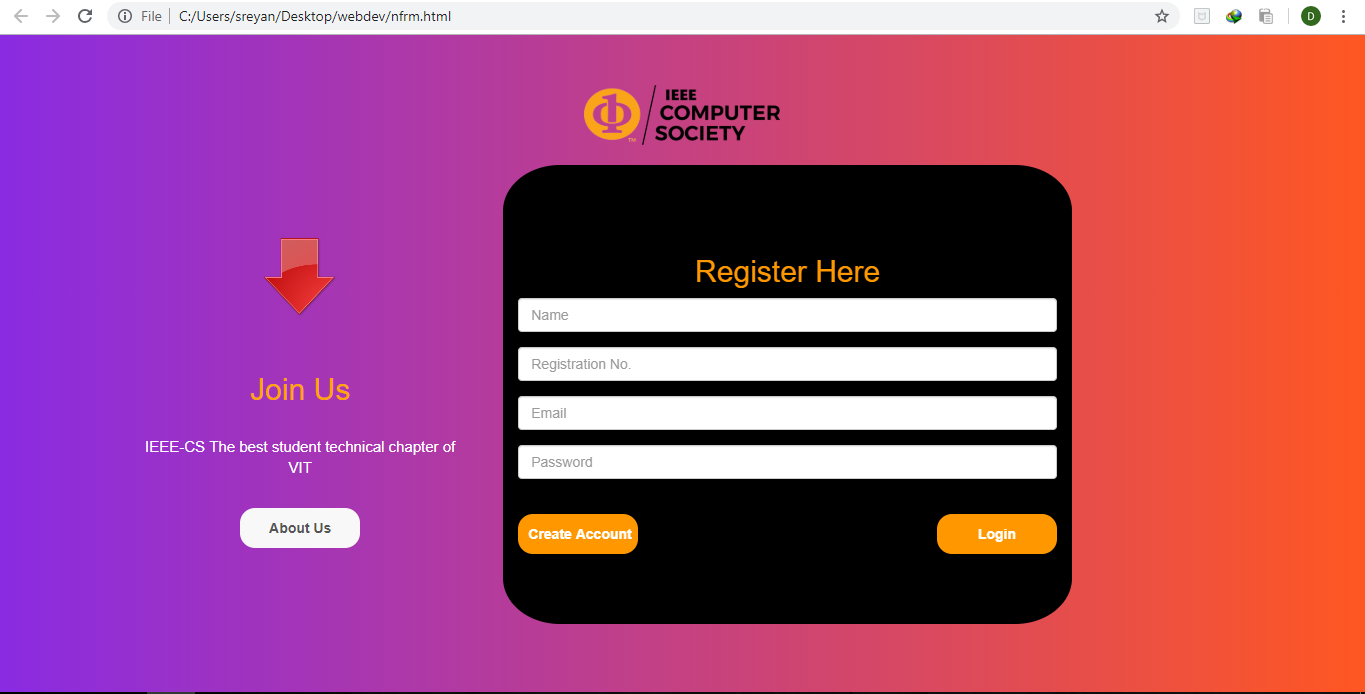 File C:/Users/sreyan/Desktop/webdev/nfrm.html
D
IEEE
COMPUTER
SOCIETY
TM
Register Here
Name
Registration No.
Email
Password
Create Account
Login
Join Us
IEEE-CS The best student technical chapter of
VIT
About Us